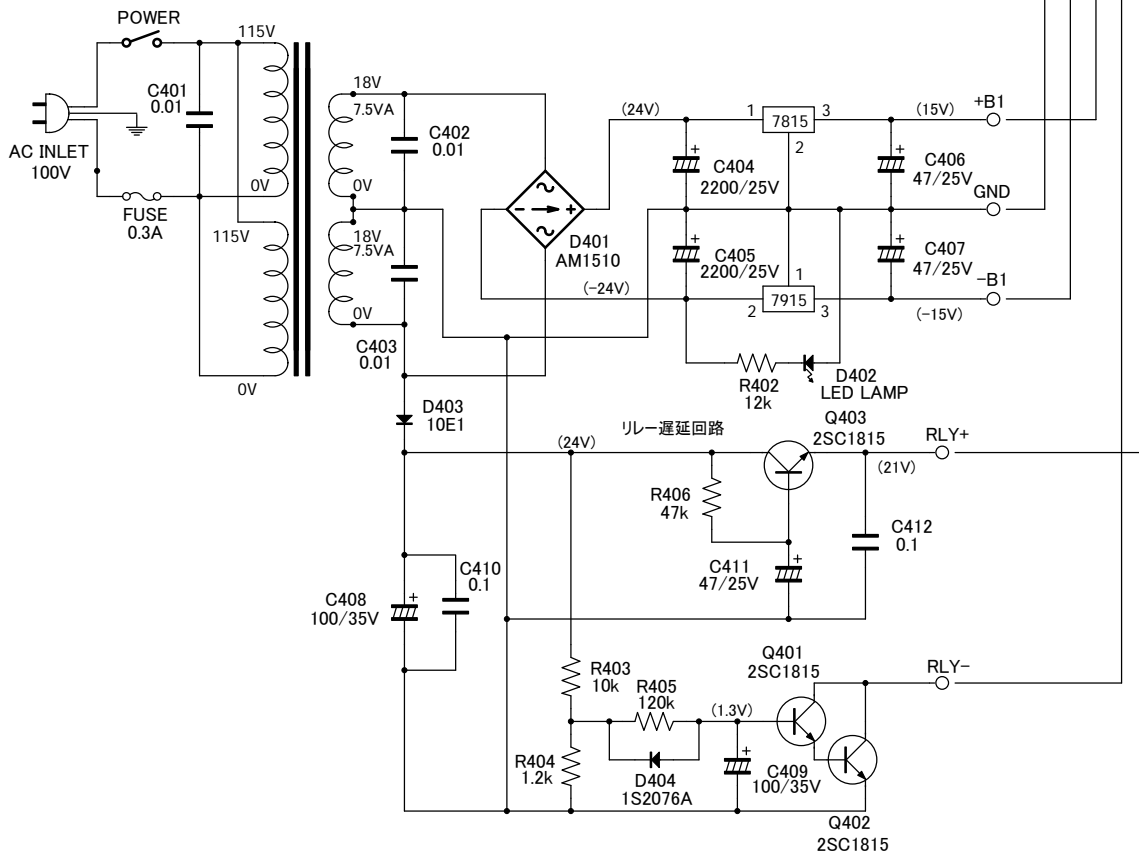 POWER
115V
C401
0.01
AC INLET
100V
FUSE
0.3A
0V
115V
0V
18V
7.5VA
0V
18V
7.5VA
0V
C402
0.01
C403
0.01
D401
AM1510
(24V)
1
7815
3
2
(15V)
+B1
C404
2200/25V
C406
47/25V
GND
C405
2200/25V
C407
47/25V
(-24V)
1
7915
2
3
-B1
(-15V)
R402
12k
D402
LED LAMP
D403
10E1
(24V)
リレー遅延回路
Q403
2SC1815
RLY+
(21V)
R406
47k
C412
0.1
C411
47/25V
C410
0.1
C408
100/35V
R403
10k
R405
120k
(1.3V)
Q401
2SC1815
RLY-
R404
1.2k
D404
1S2076A
C409
100/35V
Q402
2SC1815